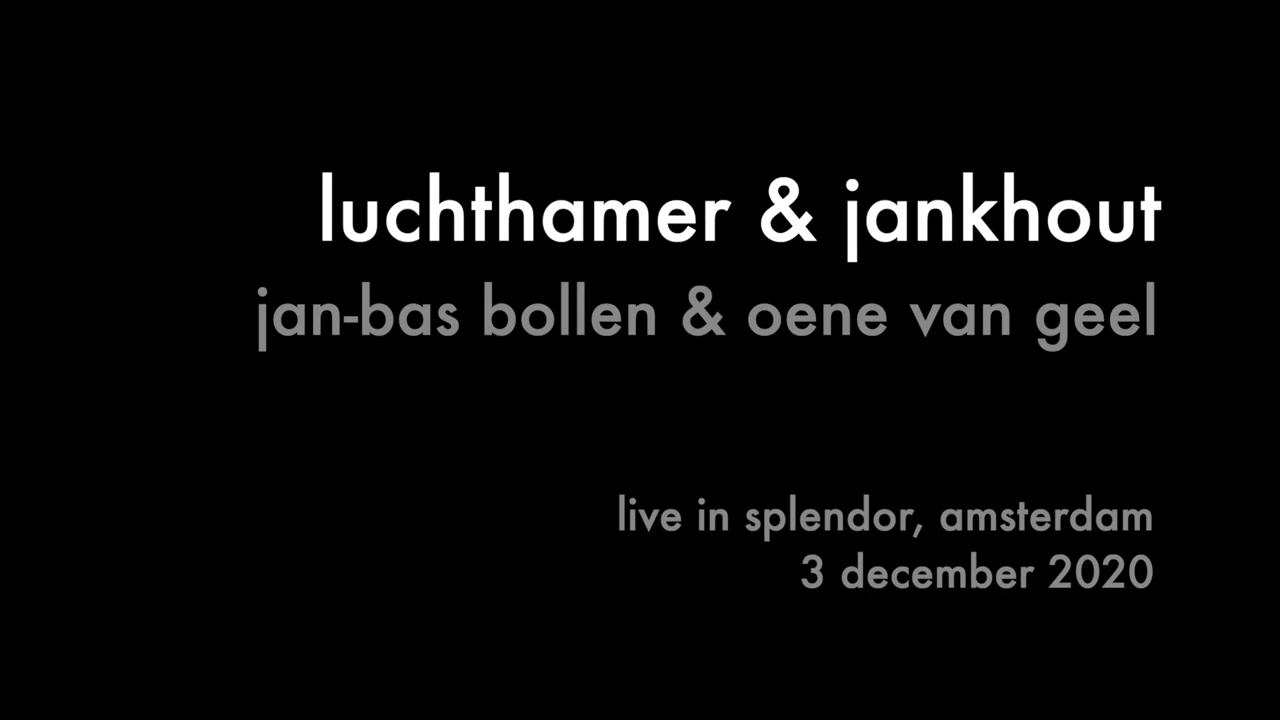 luchthamer & jankhout
jan-bas bollen & oene van geel
live in splendor, amsterdam
3 december 2020